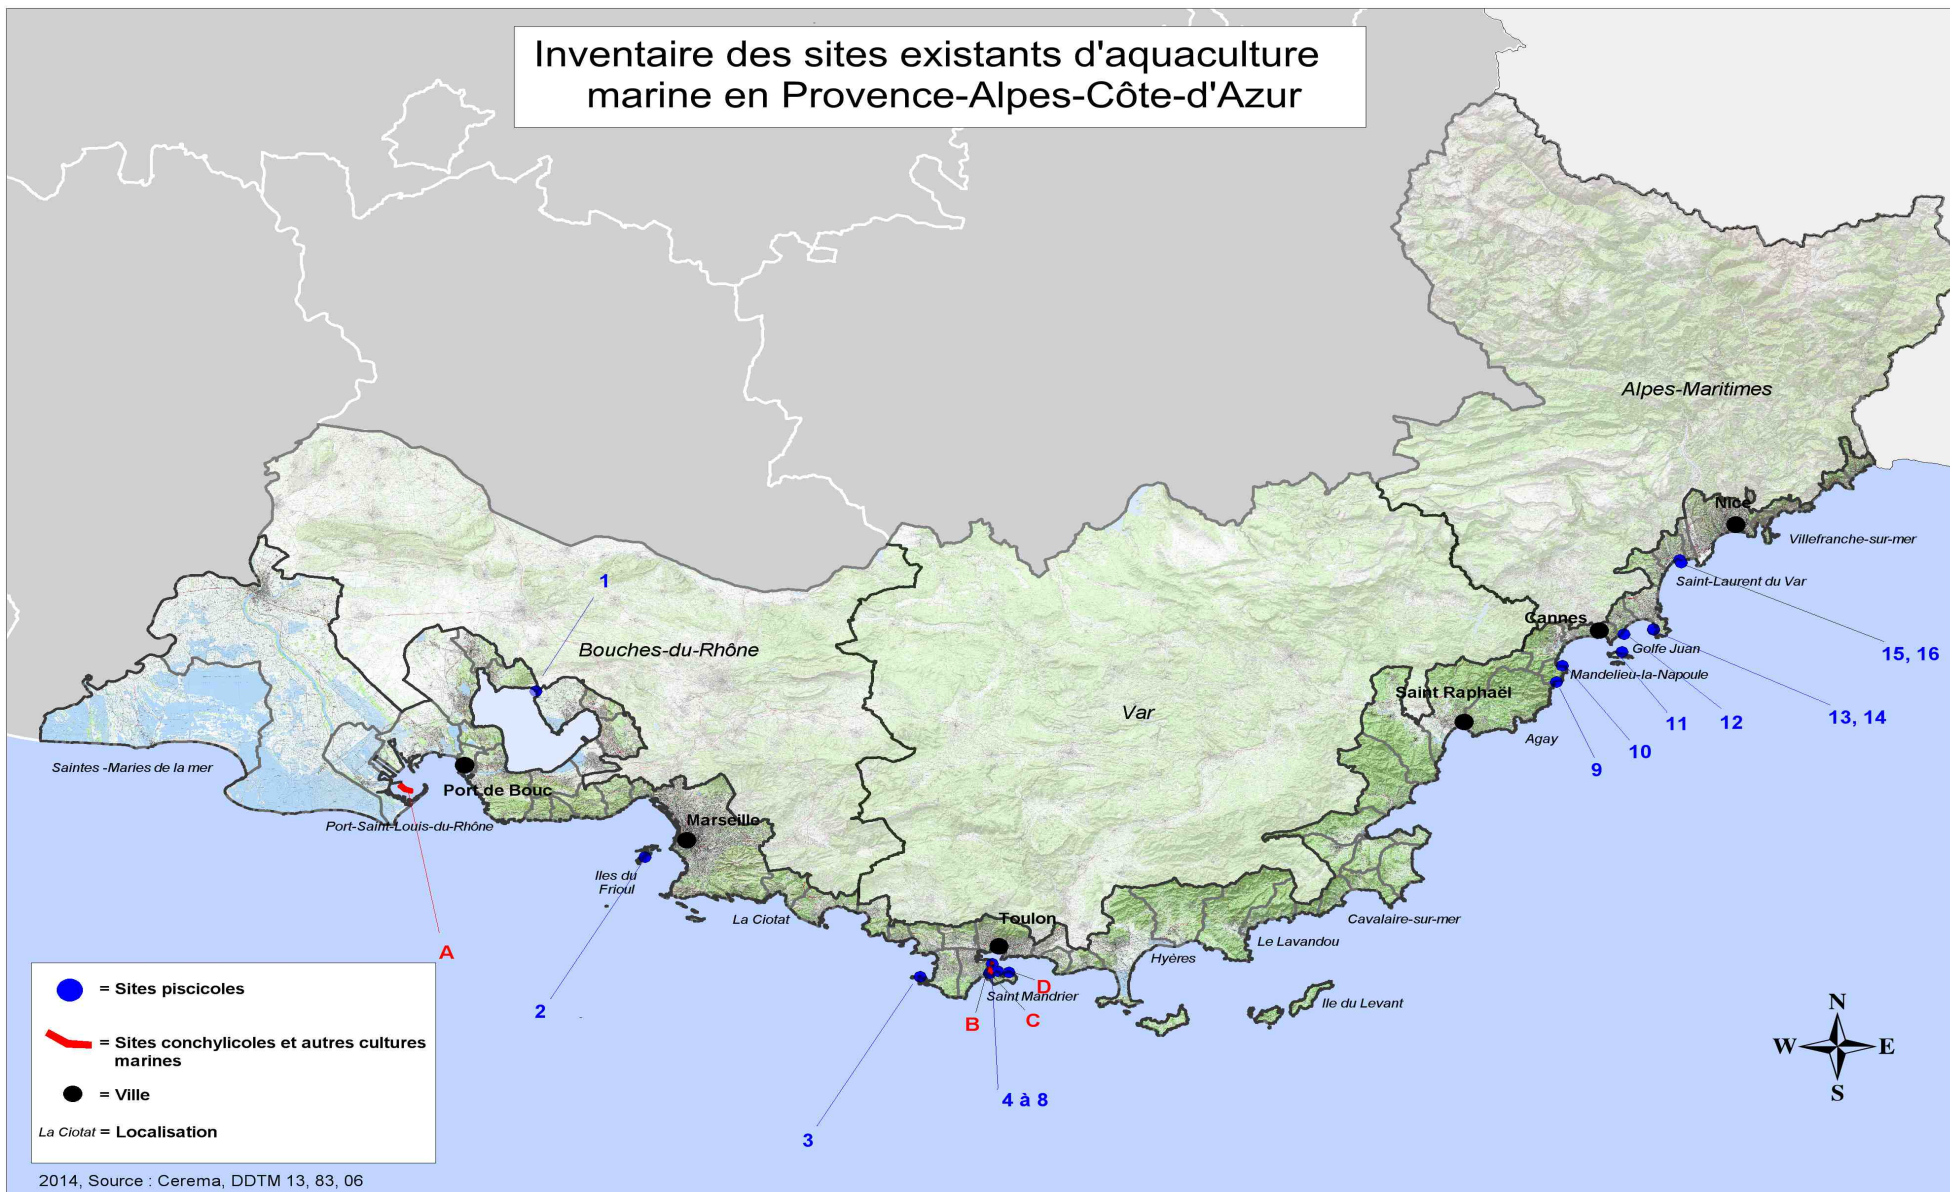 Inventaire des sites existants d'aquaculture
marine en Provence-Alpes-Côte-d'Azur
Alpes-Maritimes
Nice
Villefranche-sur-mer
Saint-Laurent du Var
1
Cannes
Golfe Juan
15, 16
Bouches-du-Rhône
Mandelieu-la-Napoule
Saint Raphaël
Var
11
12
13, 14
Agay
10
9
Saintes -Maries de la mer
Port de Bouc
Port-Saint-Louis-du-Rhône
Marseille
Iles du
Frioul
La Ciotat
Toulon
Cavalaire-sur-mer
Le Lavandou
Hyères
A
Saint Mandrier
D
Ile du Levant
B
C
2
4 à 8
3
N
W
E
S
= Sites piscicoles
= Sites conchylicoles et autres cultures
marines
= Ville
La Ciotat = Localisation
2014, Source : Cerema, DDTM 13, 83, 06